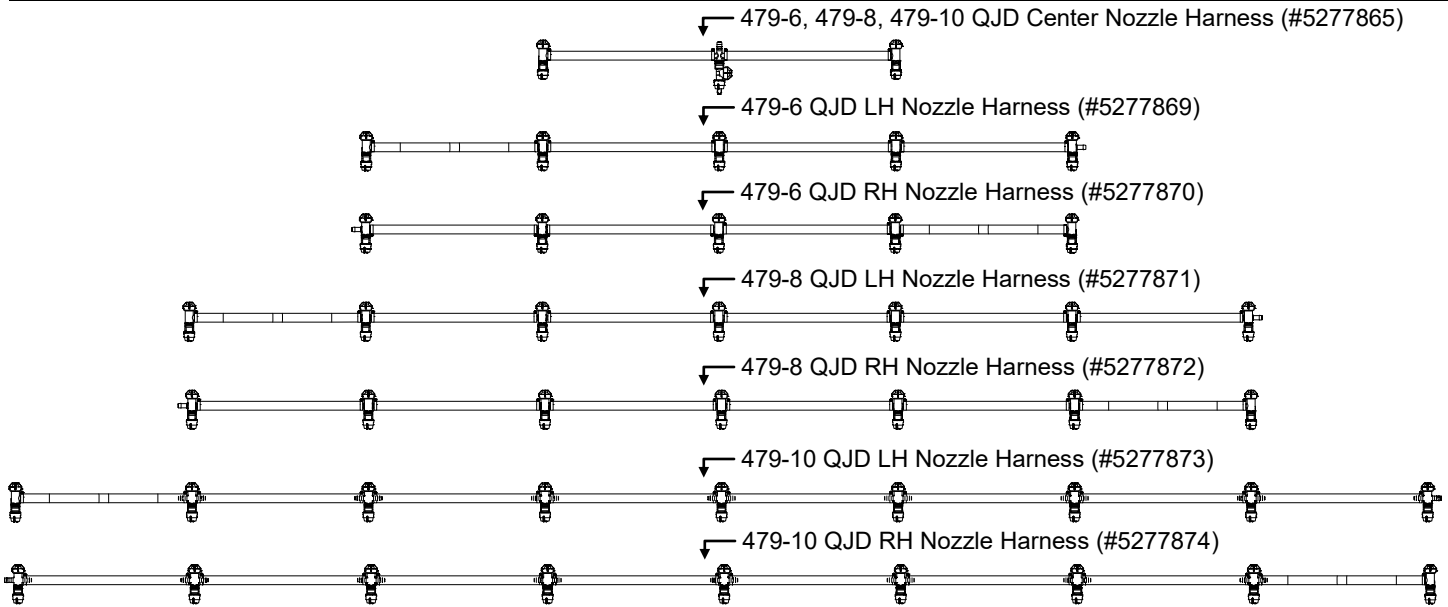 479-6, 479-8, 479-10 QJD Center Nozzle Harness (#5277865)
479-6 QJD LH Nozzle Harness (#5277869)
479-6 QJD RH Nozzle Harness (#5277870)
479-8 QJD LH Nozzle Harness (#5277871)
479-8 QJD RH Nozzle Harness (#5277872)
479-10 QJD LH Nozzle Harness (#5277873)
479-10 QJD RH Nozzle Harness (#5277874)